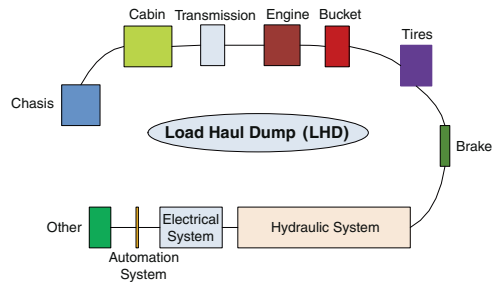 Cabin
Transmission
Engine
Bucket
Tires
Chasis
Load Haul Dump (LHD)
Brake
Other
Electrical
System
Hydraulic System
Automation
System